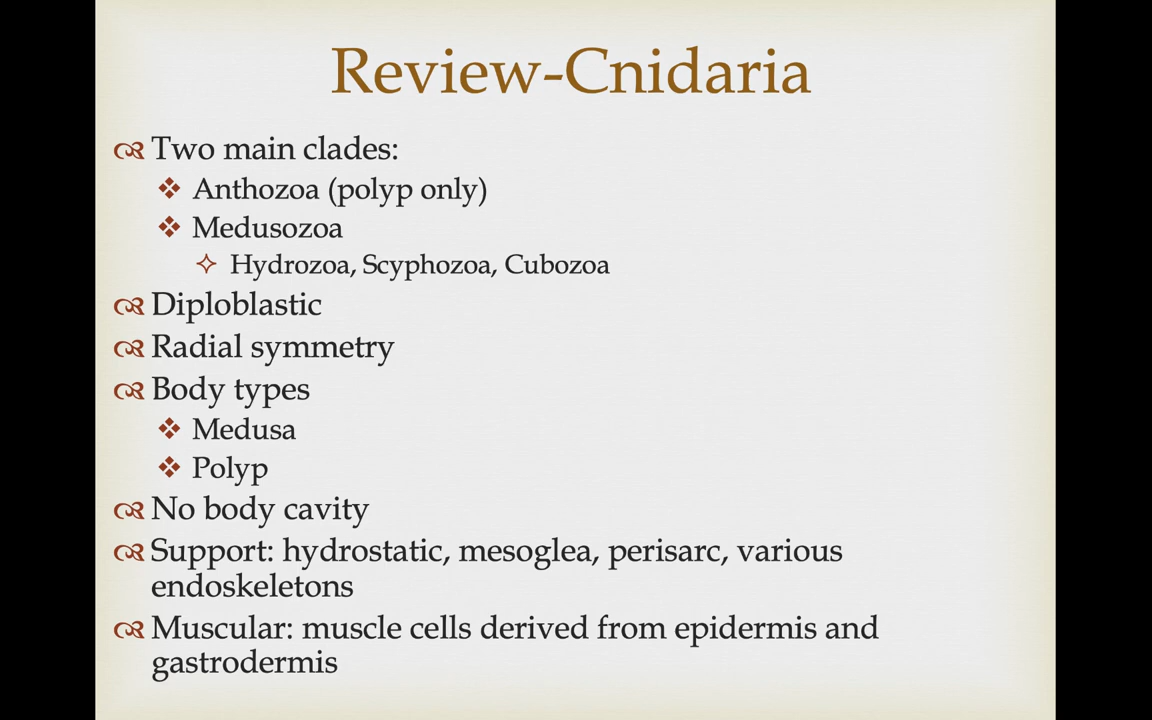 Review-Cnidaria
Two main clades:
Anthozoa (polyp only)
Medusozoa
Hydrozoa, Scyphozoa, Cubozoa
Diploblastic
Radial symmetry
Body types
Medusa
Polyp
No body cavity
Support: hydrostatic, mesoglea, perisarc, various
endoskeletons
Muscular: muscle cells derived from epidermis and
gastrodermis